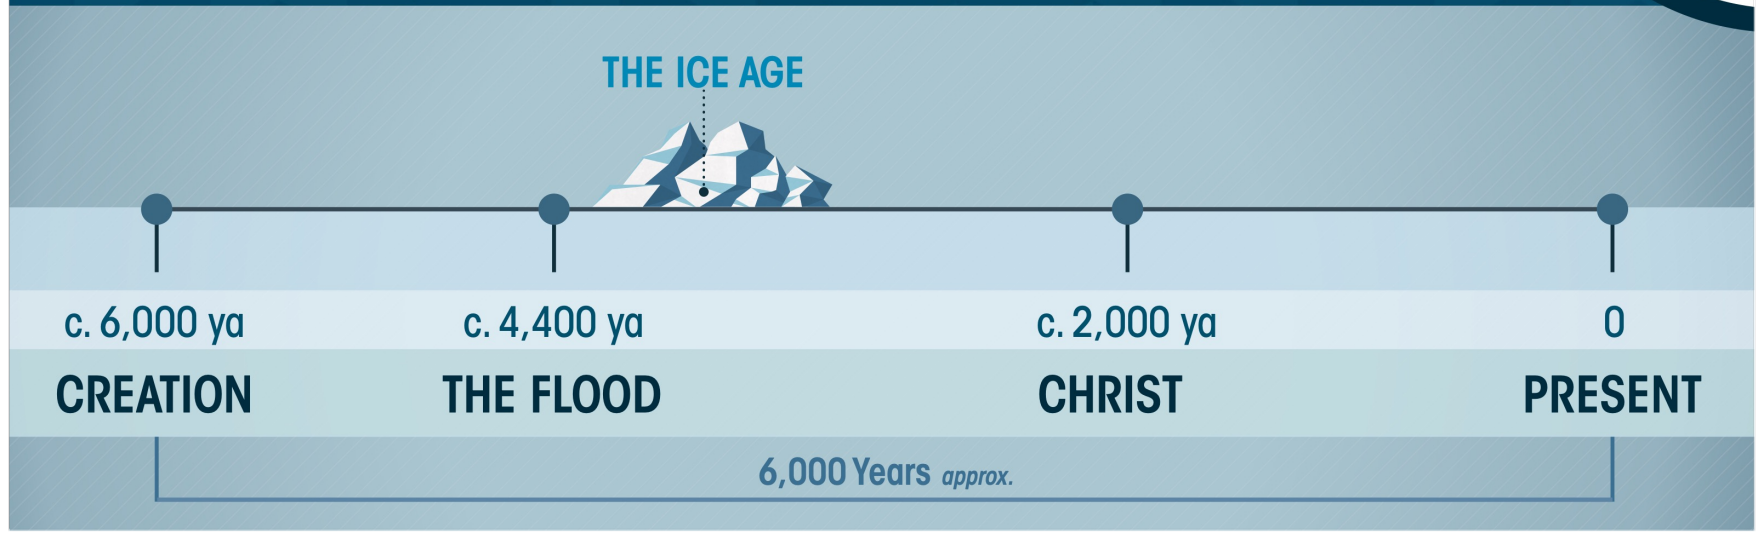 THE ICE AGE
c. 6,000 ya
c. 4,400 ya
c. 2,000 ya
0
CREATION
THE FLOOD
CHRIST
PRESENT
6,000 Years approx.